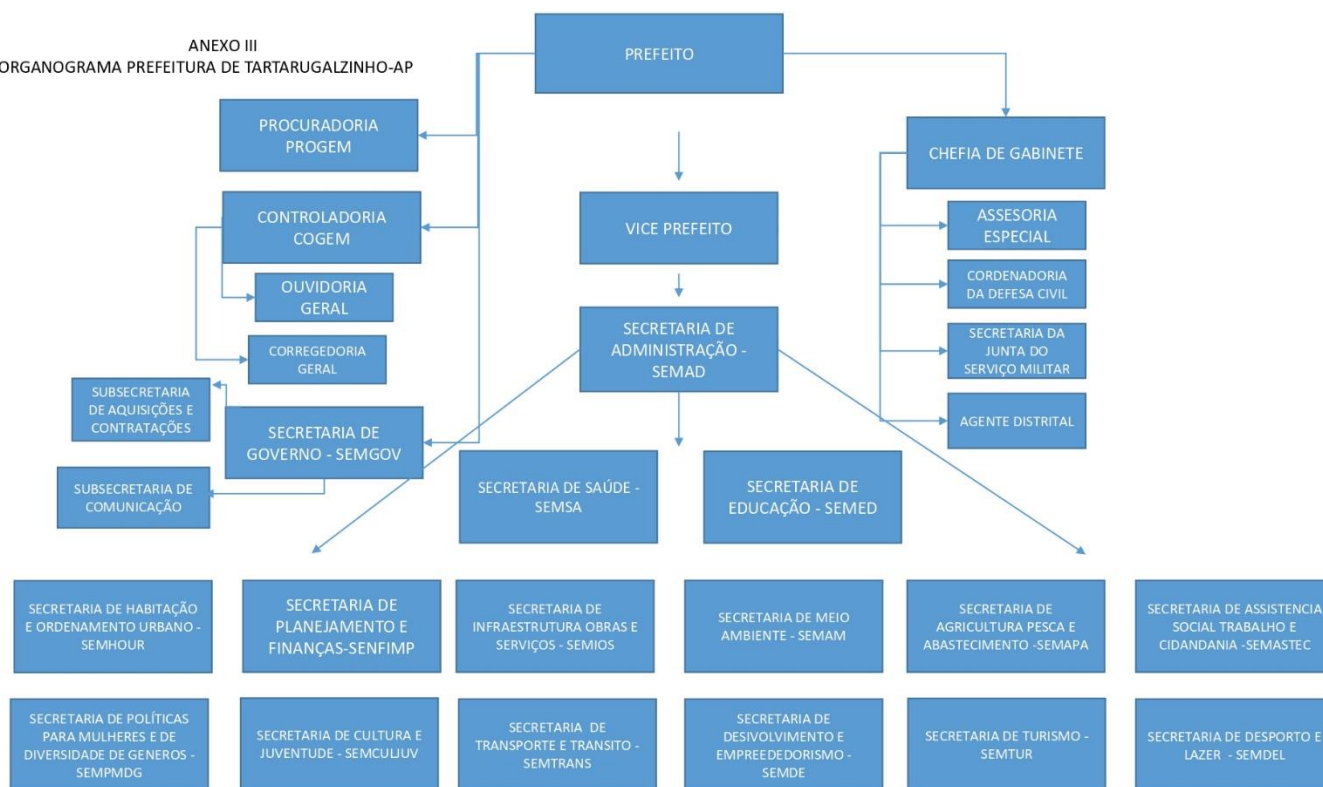 ANEXO III
ORGANOGRAMA PREFEITURA DE TARTARUGALZINHO-AP
PREFEITO
PROCURADORIA
PROGEM
CHEFIA DE GABINETE
CONTROLADORIA
COGEM
VICE PREFEITO
ASSESORIA
ESPECIAL
OUVIDORIA
GERAL
CORDENADORIA
DA DEFESA CIVIL
CORREGEDORIA
GERAL
SECRETARIA DE
ADMINISTRAÇÃO -
SEMAD
SECRETARIA DA
JUNTA DO
SERVIÇO MILITAR
SUBSECRETARIA
DE AQUISIÇÕES E
CONTRATAÇÕES
SECRETARIA DE
GOVERNO - SEMGOV
AGENTE DISTRITAL
SUBSECRETARIA DE
COMUNICAÇÃO
SECRETARIA DE SAÚDE -
SEMSA
SECRETARIA DE
EDUCAÇÃO - SEMED
SECRETARIA DE HABITAÇÃO
E ORDENAMENTO URBANO -
SEMHOUR
SECRETARIA DE
PLANEJAMENTO E
FINANÇAS-SENFIMP
SECRETARIA DE
INFRAESTRUTURA OBRAS E
SERVIÇOS - SEMIOS
SECRETARIA DE MEIO
AMBIENTE - SEMAM
SECRETARIA DE
AGRICULTURA PESCA E
ABASTECIMENTO -SEMAPA
SECRETARIA DE ASSISTENCIA
SOCIAL TRABALHO E
CIDANDANIA -SEMASTEC
SECRETARIA DE POLÍTICAS
PARA MULHERES E DE
DIVERSIDADE DE GENEROS -
SEMPMDG
SECRETARIA DE CULTURA E
JUVENTUDE - SEMCULJUV
SECRETARIA DE
TRANSPORTE E TRANSITO -
SEMTRANS
SECRETARIA DE
DESIVOLVIMENTO E
EMPREEDEDORISMO -
SEMDE
SECRETARIA DE TURISMO -
SEMTUR
SECRETARIA DE DESPORTO E
LAZER - SEMDEL